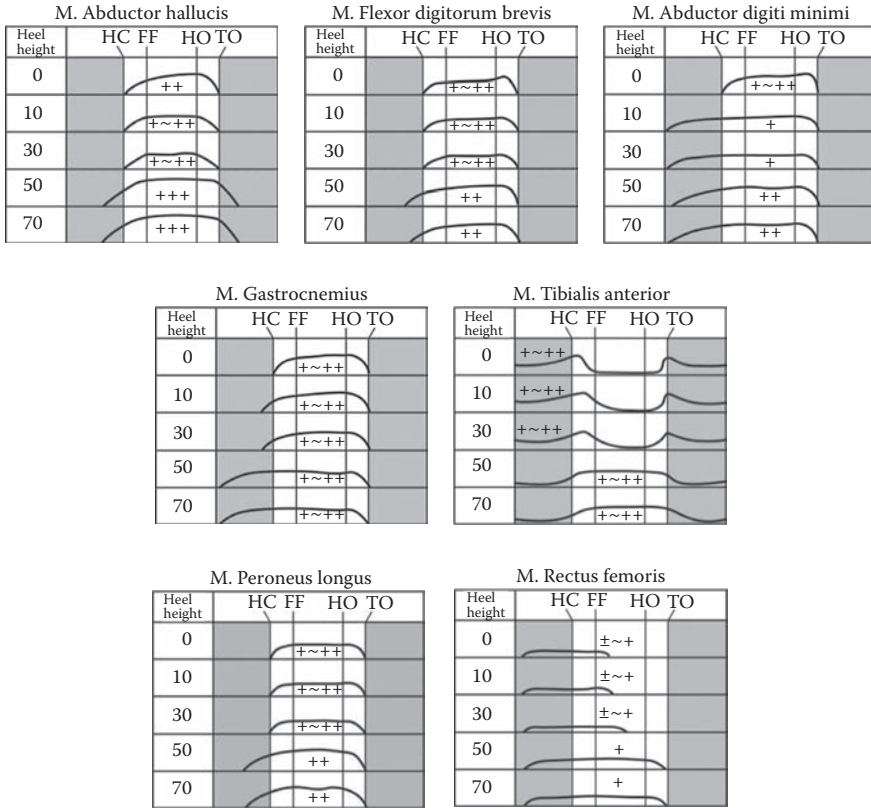 M. Abductor hallucis
Heel height HC FF HO TO
0 ++
10 +~++
30 +~++
50 +++
70 +++
M. Flexor digitorum brevis
Heel height HC FF HO TO
0 +~++
10 +~++
30 +~++
50 ++
70 ++
M. Abductor digiti minimi
Heel height HC FF HO TO
0 +~++
10 +
30 +
50 ++
70 ++
M. Gastrocnemius
Heel height HC FF HO TO
0 +~++
10 +~++
30 +~++
50 +~++
70 +~++
M. Tibialis anterior
Heel height HC FF HO TO
0 +~++
10 +~++
30 +~++
50 +~++
70 +~++
M. Peroneus longus
Heel height HC FF HO TO
0 +~++
10 +~++
30 +~++
50 ++
70 ++
M. Rectus femoris
Heel height HC FF HO TO
0 ±~+
10 ±~+
30 ±~+
50 +
70 +